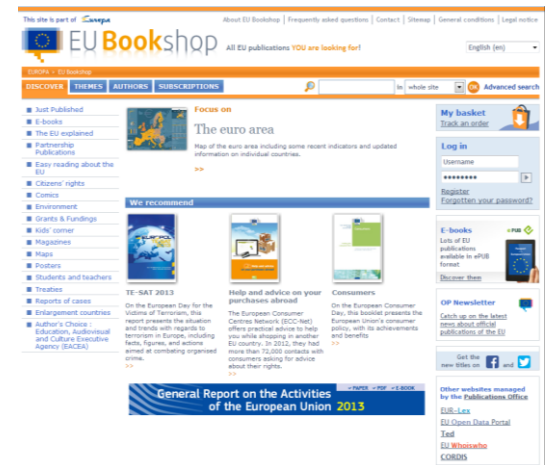 This site is part of Europa
About EU Bookshop | Frequently asked questions | Contact | Sitemap | General conditions | Legal notice
EU Bookshop
All EU publications YOU are looking for!
English (en)
EUROPA > EU Bookshop
DISCOVER THEMES AUTHORS SUBSCRIPTIONS
in whole site OK Advanced search
Just Published
E-books
The EU explained
Partnership
Publications
Easy reading about the
EU
Citizens' rights
Comics
Environment
Grants & Fundings
Kids' corner
Magazines
Maps
Posters
Students and teachers
Treaties
Reports of cases
Enlargement countries
Author's Choice :
Education, Audiovisual
and Culture Executive
Agency (EACEA)
Focus on
The euro area
Map of the euro area including some recent indicators and updated
information on individual countries.
>>
We recommend
TE-SAT 2013
On the European Day for the
Victims of Terrorism, this
report presents the situation
and trends with regards to
terrorism in Europe, including
facts, figures, and actions
aimed at combating organised
crime.
>>
Help and advice on your
purchases abroad
The European Consumer
Centres Network (ECC-Net)
offers practical advice to help
you while shopping in another
EU country. In 2012, they had
more than 72,000 contacts with
consumers asking for advice
about their rights.
>>
Consumers
On the European Consumer
Day, this booklet presents the
European Union's consumer
policy, with its achievements
and benefits
>>
General Report on the Activities
of the European Union 2013
PAPER PDF E-BOOK
My basket
Track an order
Log in
Username
••••••••
Register
Forgotten your password?
E-books
ePUB
Lots of EU
publications
available in ePUB
format
Discover them
OP Newsletter
Catch up on the latest
news about official
publications of the EU
Get the
new titles on f and
Other websites managed
by the Publications Office
EUR-Lex
EU Open Data Portal
Ted
EU Whoiswho
CORDIS